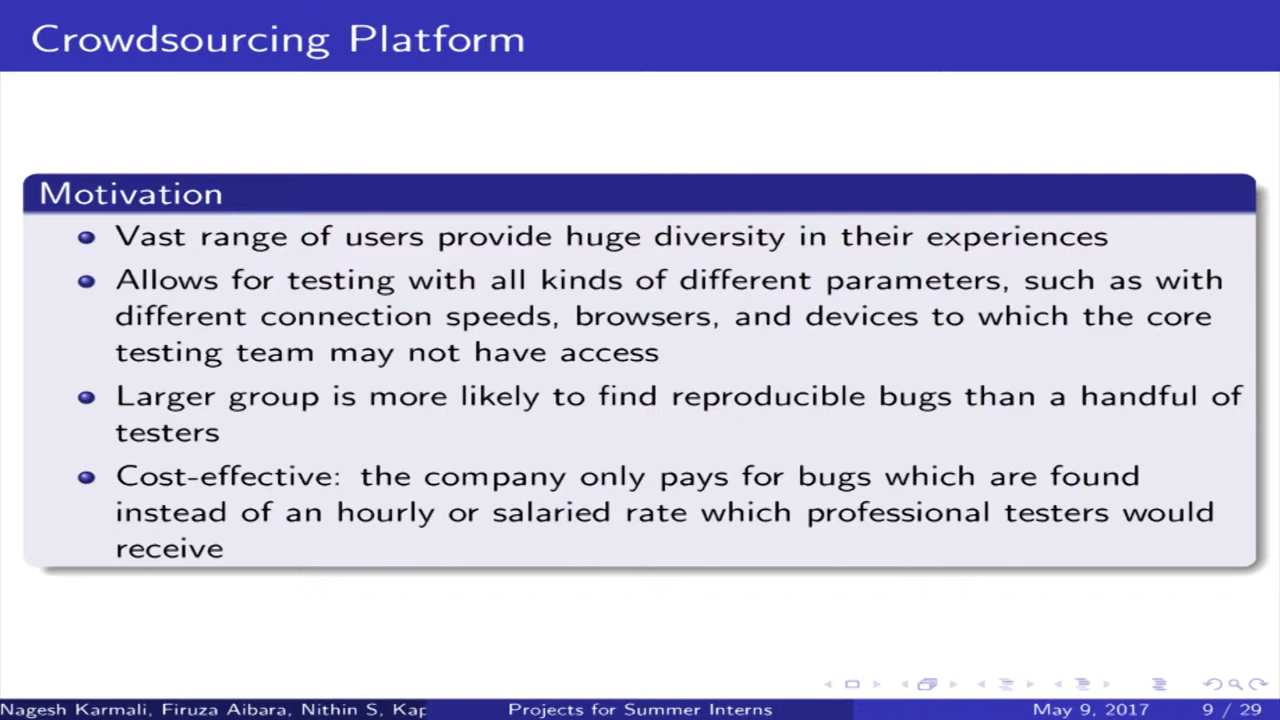 Crowdsourcing Platform
Motivation
Vast range of users provide huge diversity in their experiences
Allows for testing with all kinds of different parameters, such as with
different connection speeds, browsers, and devices to which the core
testing team may not have access
Larger group is more likely to find reproducible bugs than a handful of
testers
Cost-effective: the company only pays for bugs which are found
instead of an hourly or salaried rate which professional testers would
receive
Nagesh Karmali, Firuza Aibara, Nithin S, Kap
Projects for Summer Interns
May 9, 2017
9 / 29